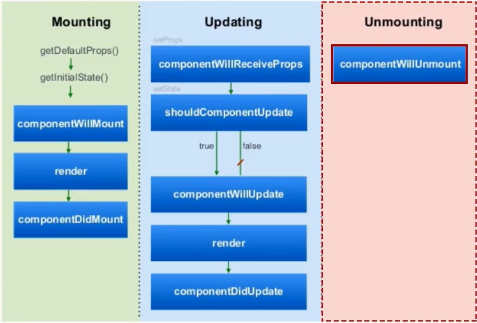 Mounting
getDefaultProps()
getInitialState()
componentWillMount
render
componentDidMount
Updating
setProps
componentWillReceiveProps
setState
shouldComponentUpdate
true
false
componentWillUpdate
render
componentDidUpdate
Unmounting
componentWillUnmount